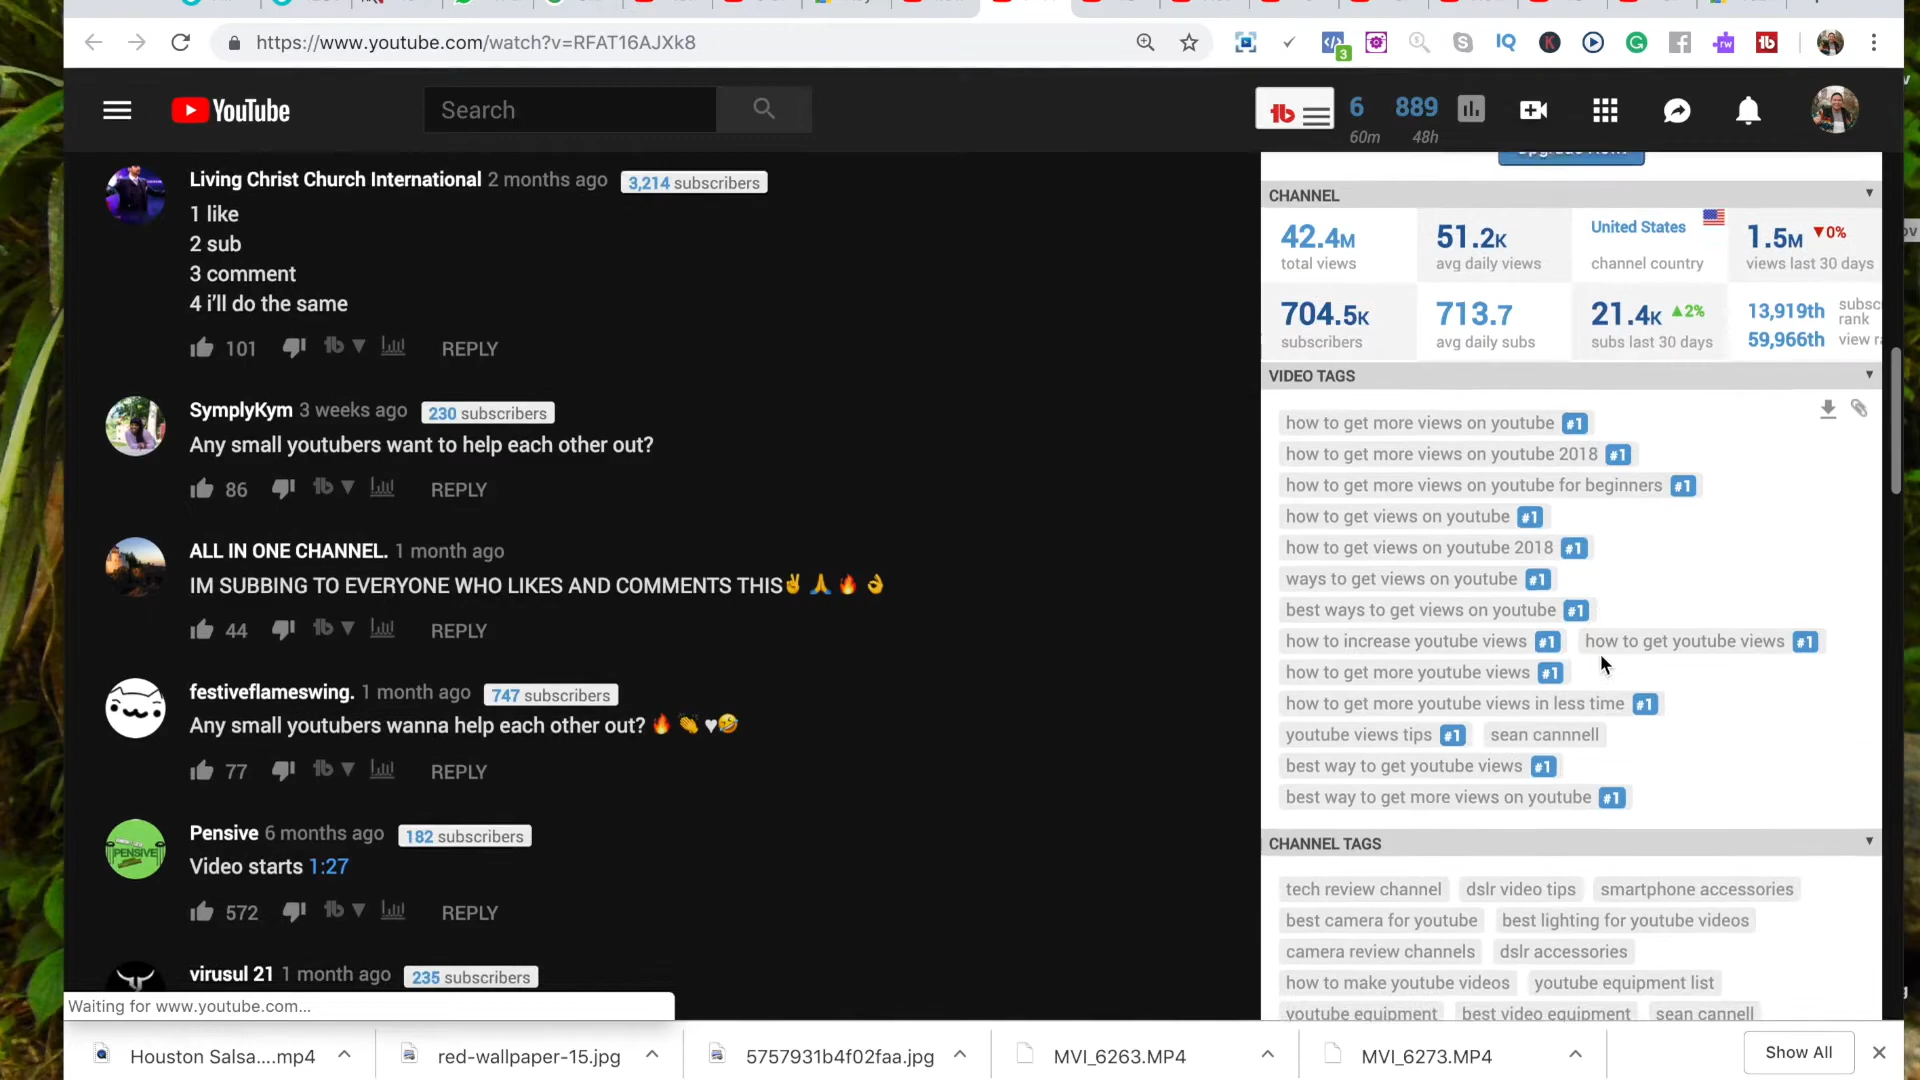 https://www.youtube.com/watch?v=RFAT16AJXk8
3
IQ
K
G
rw
tb
YouTube
Search
tb
6
60m
889
48h
Living Christ Church International 2 months ago 3,214 subscribers
1 like
2 sub
3 comment
4 i'll do the same
101 tb ▼ REPLY
SymplyKym 3 weeks ago 230 subscribers
Any small youtubers want to help each other out?
86 tb ▼ REPLY
ALL IN ONE CHANNEL. 1 month ago
IM SUBBING TO EVERYONE WHO LIKES AND COMMENTS THIS✌🙏🔥👌
44 tb ▼ REPLY
festiveflameswing. 1 month ago 747 subscribers
Any small youtubers wanna help each other out? 🔥👏♥🤣
77 tb ▼ REPLY
PENSIVE
Pensive 6 months ago 182 subscribers
Video starts 1:27
572 tb ▼ REPLY
virusul 21 1 month ago 235 subscribers
Waiting for www.youtube.com...
Upgrade Now
CHANNEL ▼
42.4M
total views
51.2K
avg daily views
United States
channel country
1.5M ▼0%
views last 30 days
704.5K
subscribers
713.7
avg daily subs
21.4K ▲2%
subs last 30 days
13,919th
rank
59,966th view
VIDEO TAGS ▼
how to get more views on youtube #1
how to get more views on youtube 2018 #1
how to get more views on youtube for beginners #1
how to get views on youtube #1
how to get views on youtube 2018 #1
ways to get views on youtube #1
best ways to get views on youtube #1
how to increase youtube views #1 how to get youtube views #1
how to get more youtube views #1
how to get more youtube views in less time #1
youtube views tips #1 sean cannnell
best way to get youtube views #1
best way to get more views on youtube #1
CHANNEL TAGS ▼
tech review channel dslr video tips smartphone accessories
best camera for youtube best lighting for youtube videos
camera review channels dslr accessories
how to make youtube videos youtube equipment list
youtube equipment best video equipment sean cannell
Houston Salsa....mp4
red-wallpaper-15.jpg
5757931b4f02faa.jpg
MVI_6263.MP4
MVI_6273.MP4
Show All